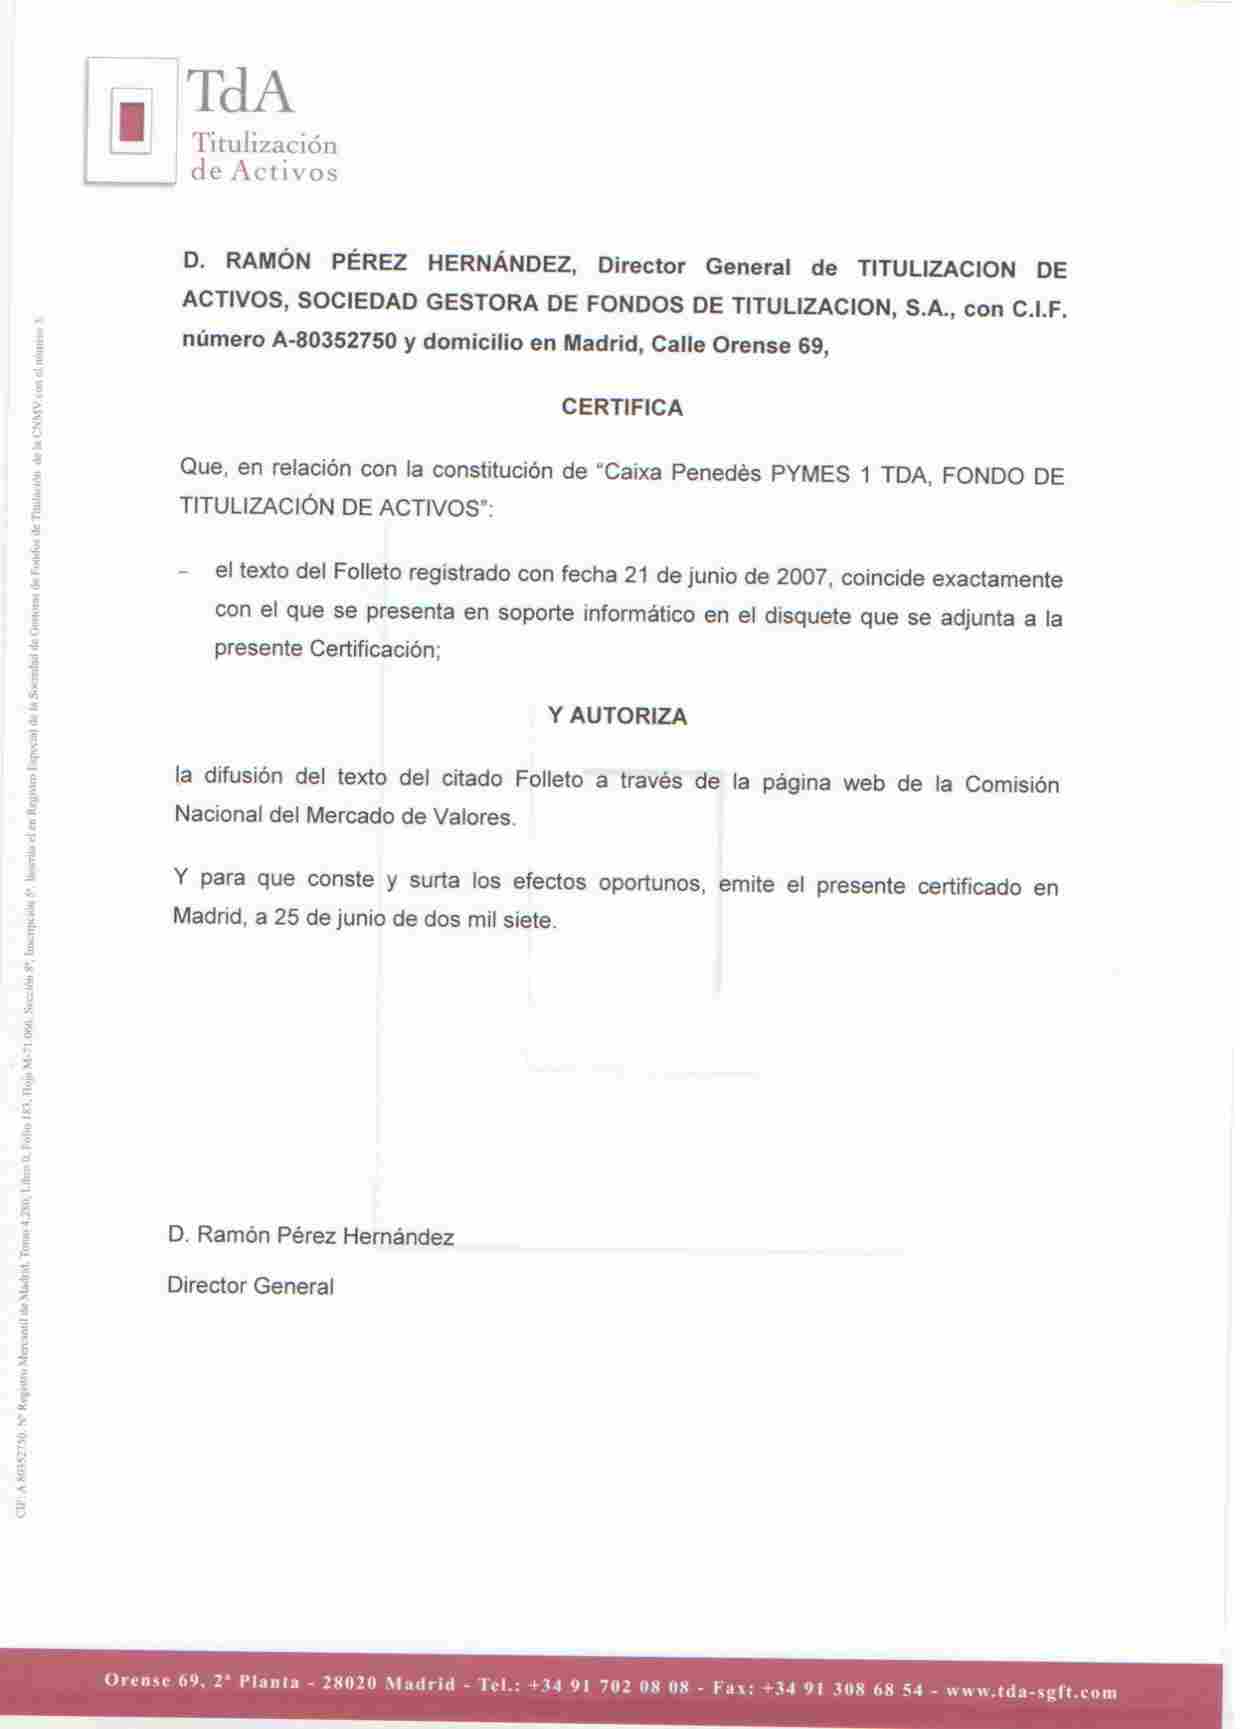 TdA
Titulización
de Activos
D. RAMÓN PÉREZ HERNÁNDEZ, Director General de TITULIZACION DE
ACTIVOS, SOCIEDAD GESTORA DE FONDOS DE TITULIZACION, S.A., con C.I.F.
número A-80352750 y domicilio en Madrid, Calle Orense 69,
CERTIFICA
Que, en relación con la constitución de “Caixa Penedès PYMES 1 TDA, FONDO DE
TITULIZACIÓN DE ACTIVOS”:
- el texto del Folleto registrado con fecha 21 de junio de 2007, coincide exactamente
con el que se presenta en soporte informático en el disquete que se adjunta a la
presente Certificación;
Y AUTORIZA
la difusión del texto del citado Folleto a través de la página web de la Comisión
Nacional del Mercado de Valores.
Y para que conste y surta los efectos oportunos, emite el presente certificado en
Madrid, a 25 de junio de dos mil siete.
D. Ramón Pérez Hernández
Director General
CIF: A 80352750. Nº Registro Mercantil de Madrid, Tomo 4.280, Libro 0, Folio 183, Hoja M-71.066, Sección 8ª, Inscripción 5ª. en Registro Especial de la Sociedad de Gestoras de Fondos de Titulación de la CNMV con el número 3.
Orense 69, 2ª Planta - 28020 Madrid - Tel.: +34 91 702 08 08 - Fax: +34 91 308 68 54 - www.tda-sgft.com